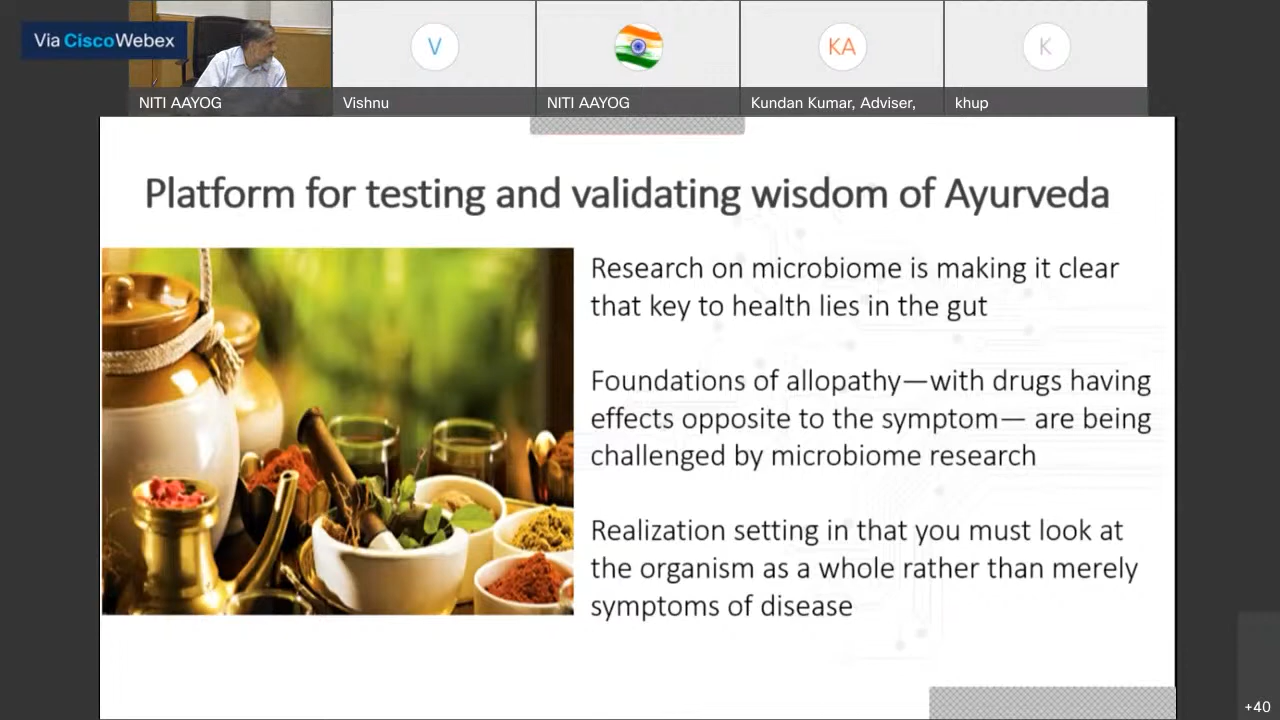 Via Cisco Webex
V
KA
K
NITI AAYOG
Vishnu
NITI AAYOG
Kundan Kumar, Adviser,
khup
Platform for testing and validating wisdom of Ayurveda
Research on microbiome is making it clear
that key to health lies in the gut
Foundations of allopathy—with drugs having
effects opposite to the symptom— are being
challenged by microbiome research
Realization setting in that you must look at
the organism as a whole rather than merely
symptoms of disease
+40